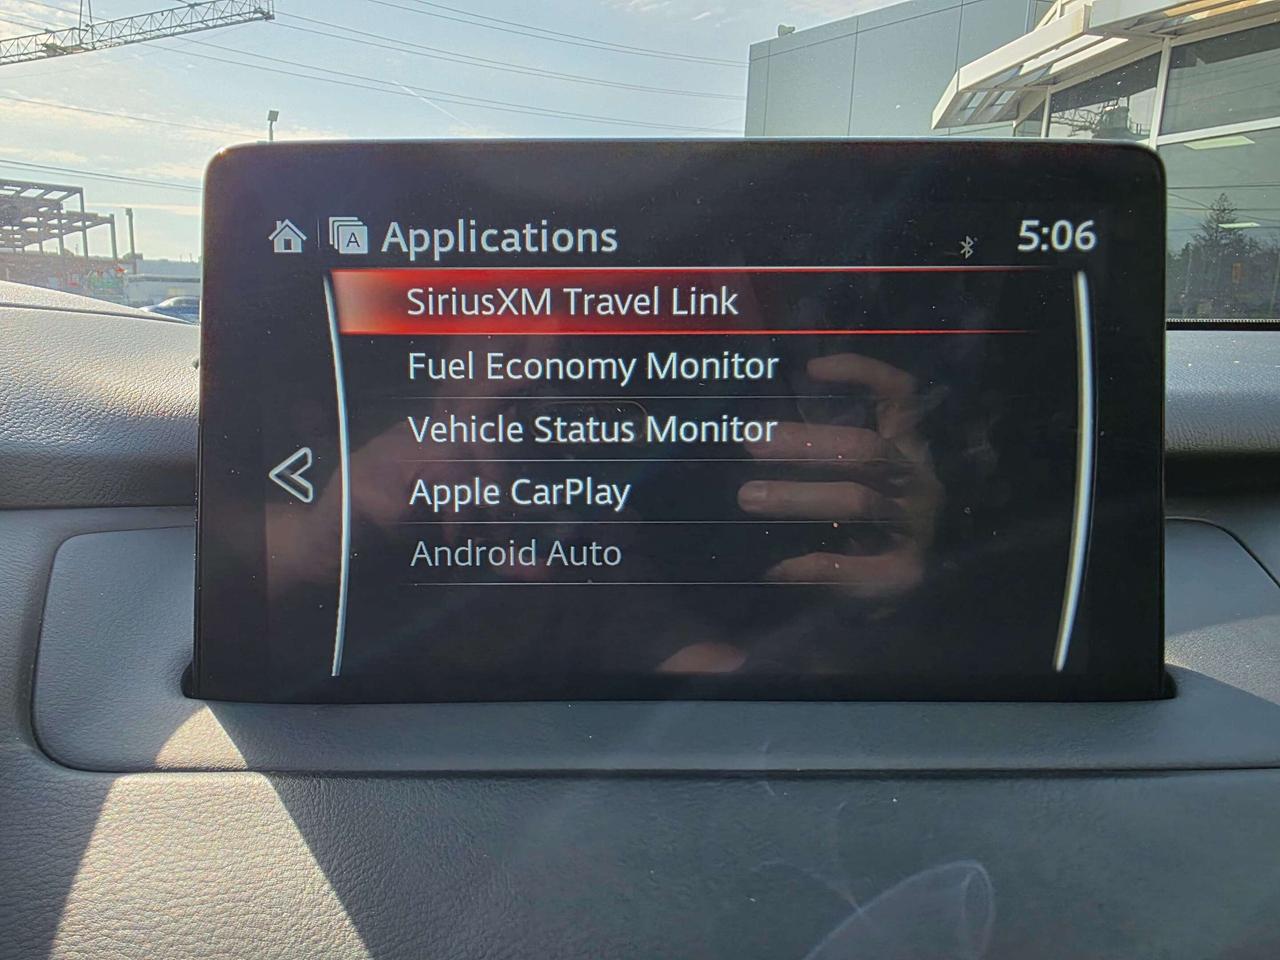 Applications
5:06
SiriusXM Travel Link
Fuel Economy Monitor
Vehicle Status Monitor
Apple CarPlay
Android Auto